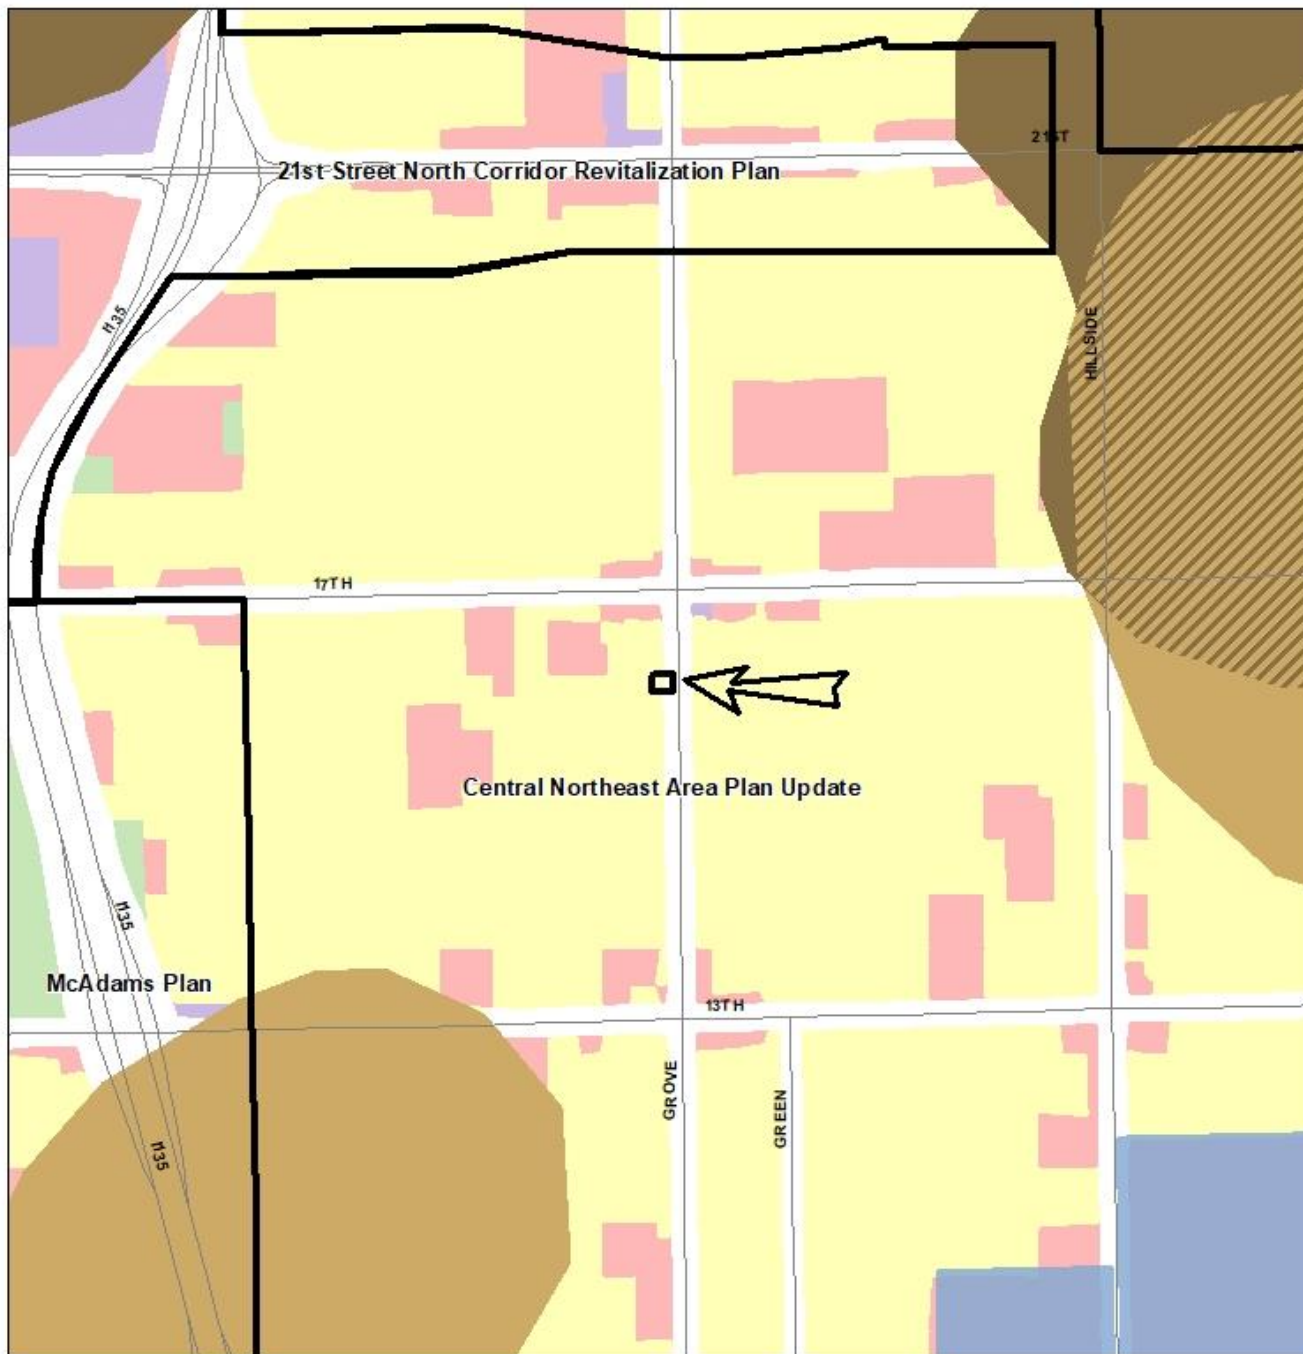 21ST
21st Street North Corridor Revitalization Plan
I135
HILLSIDE
17TH
Central Northeast Area Plan Update
I135
McAdams Plan
13TH
GROVE
GREEN
I135